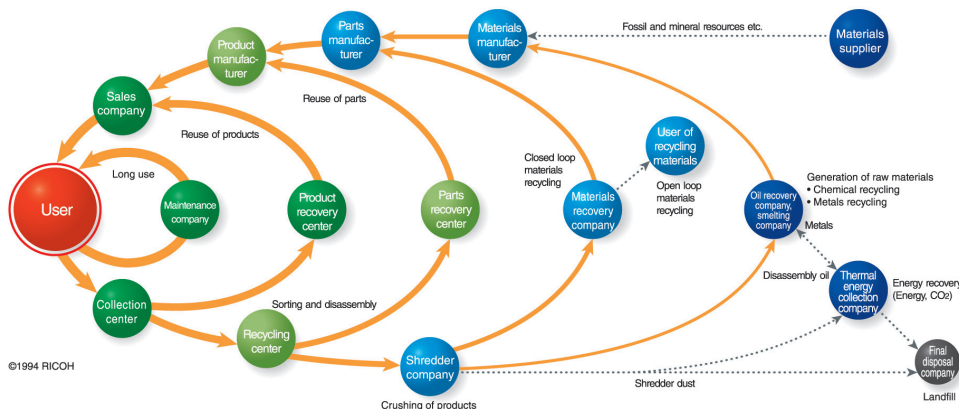 Fossil and mineral resources etc.
Materials
supplier
Materials
manufac-
turer
Parts
manufac-
turer
Product
manufac-
turer
Sales
company
Reuse of parts
Reuse of products
User of
recycling
materials
Closed loop
materials
recycling
Open loop
materials
recycling
Long use
User
Maintenance
company
Product
recovery
center
Parts
recovery
center
Materials
recovery
company
Oil recovery
company,
smelting
company
Generation of raw materials
• Chemical recycling
• Metals recycling
Metals
Disassembly oil
Thermal
energy
collection
company
Energy recovery
(Energy, CO2)
Collection
center
Sorting and disassembly
Recycling
center
Shredder
company
Crushing of products
Shredder dust
Final
disposal
company
Landfill
©1994 RICOH